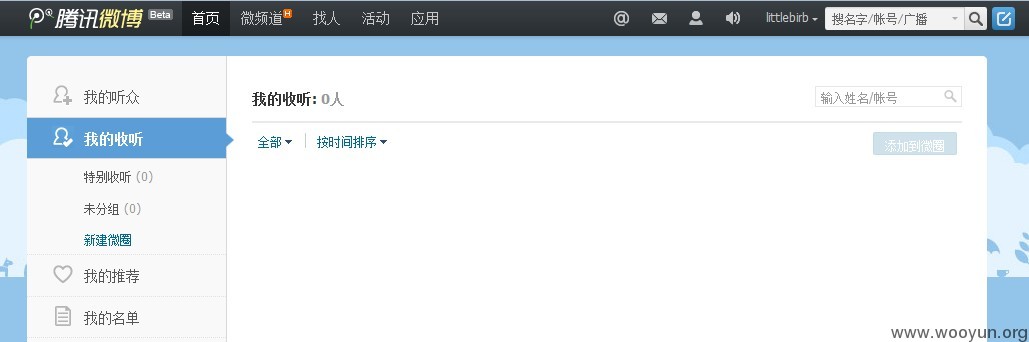 腾讯微博 Beta 首页 微频道 H 找人 活动 应用 littlebirb 搜名字/帐号/广播
我的听众
我的收听
特别收听 (0)
未分组 (0)
新建微圈
我的推荐
我的名单
我的收听: 0人 输入姓名/帐号
全部 按时间排序 添加到微圈
www.wooyun.org